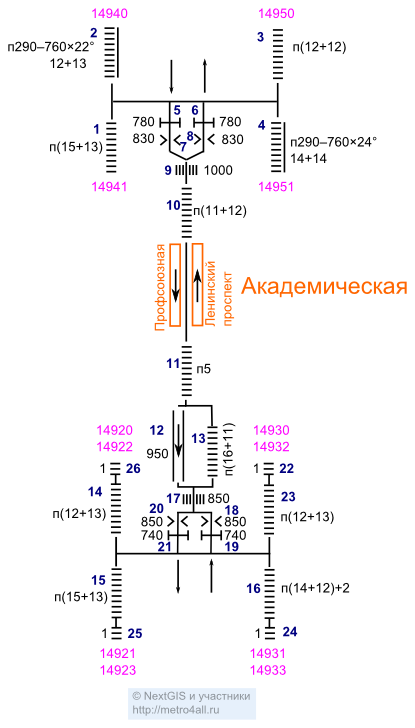 14940 14950
2 3
п290–760×22° п(12+12)
12+13
5 6
1 780 780 4
830 7 8 830 п290–760×24°
п(15+13) 14+14
14941 9 1000 14951
10 п(11+12)
Профсоюзная
Ленинский
проспект
Академическая
11 п5
14920 12 13 14930
14922 950 п(16+11) 14932
1 26 1 22
14 17 850 23
п(12+13) 20 18 п(12+13)
850 850
740 740
21 19
15 16 п(14+12)+2
п(15+13)
1 25 1 24
14921 14931
14923 14933
© NextGIS и участники
http://metro4all.ru